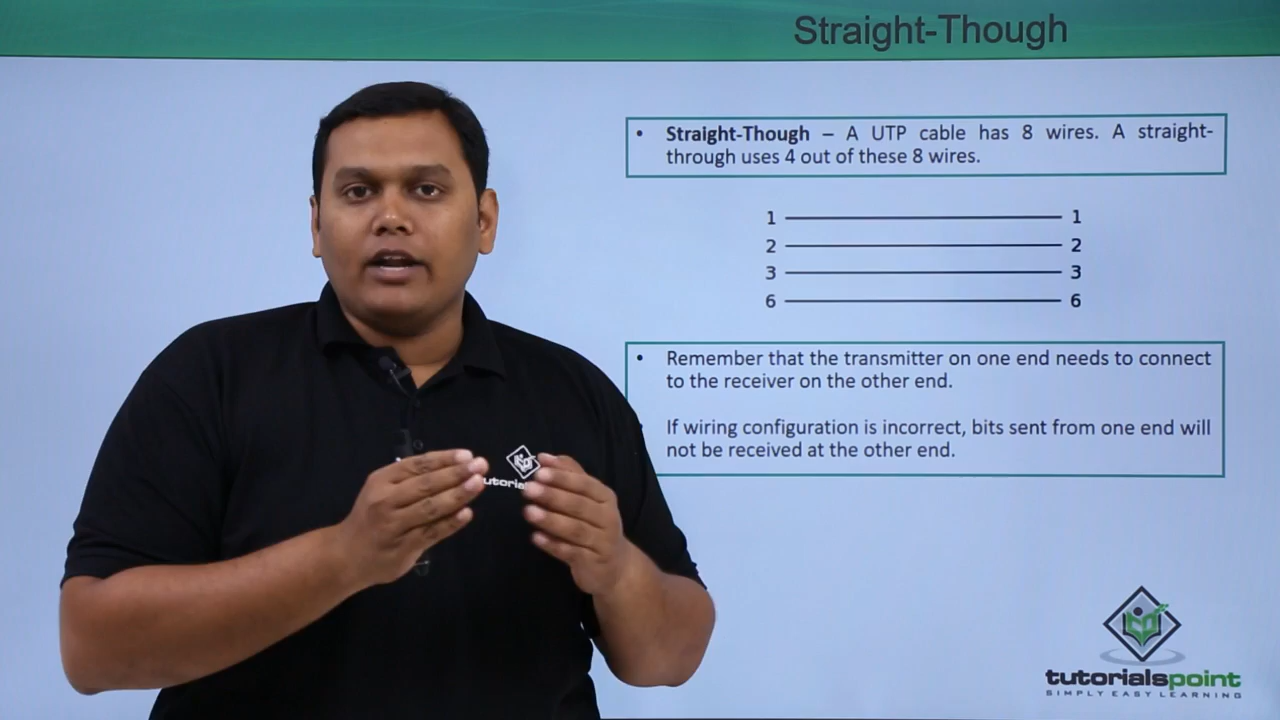 Straight-Though
• Straight-Though – A UTP cable has 8 wires. A straight-
through uses 4 out of these 8 wires.
1 1
2 2
3 3
6 6
• Remember that the transmitter on one end needs to connect
to the receiver on the other end.
If wiring configuration is incorrect, bits sent from one end will
not be received at the other end.
tutorialspoint
SIMPLY EASY LEARNING